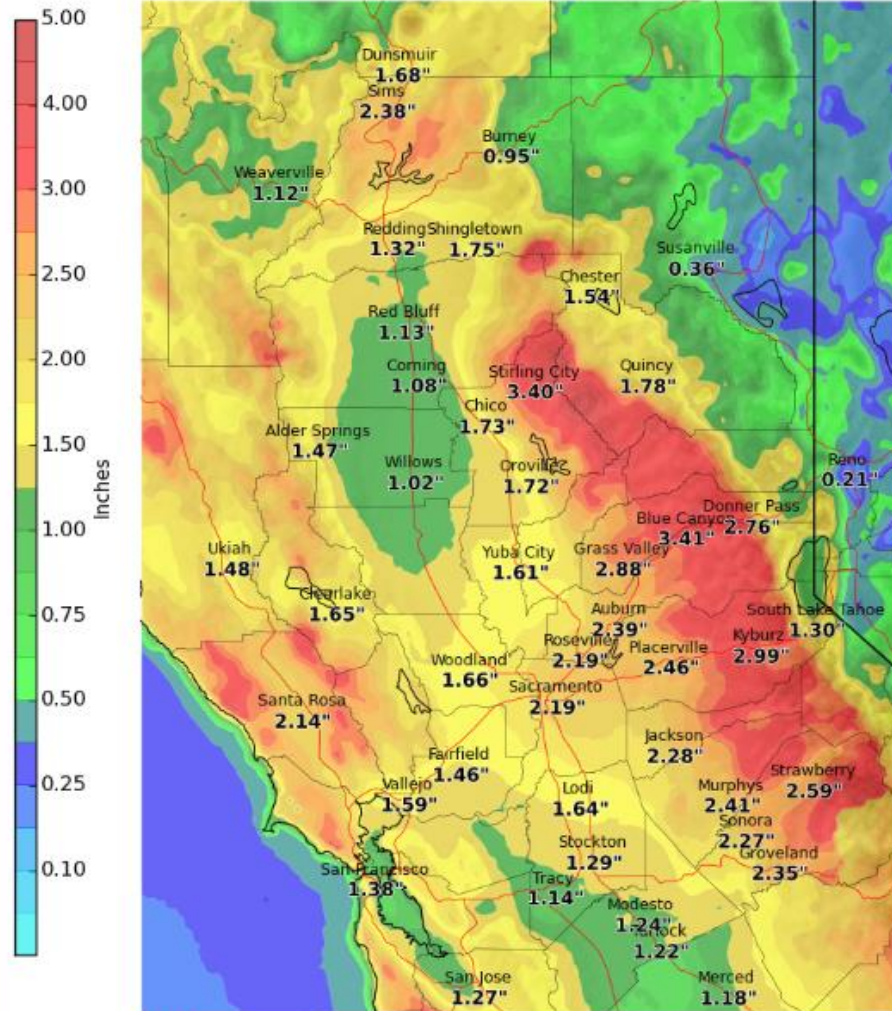 5.00
4.00
3.00
2.50
2.00
1.50
1.00
0.75
0.50
0.25
0.10
Inches
Dunsmuir
1.68"
Sims
2.38"
Burney
0.95"
Weaverville
1.12"
Redding
1.32"
Shingletown
1.75"
Susanville
0.36"
Chester
1.54"
Red Bluff
1.13"
Corning
1.08"
Stirling City
3.40"
Quincy
1.78"
Chico
1.73"
Alder Springs
1.47"
Willows
1.02"
Oroville
1.72"
Reno
0.21"
Donner Pass
2.76"
Blue Canyon
3.41"
Ukiah
1.48"
Yuba City
1.61"
Grass Valley
2.88"
Clearlake
1.65"
Auburn
2.39"
South Lake Tahoe
1.30"
Kyburz
2.99"
Roseville
2.19"
Placerville
2.46"
Woodland
1.66"
Sacramento
2.19"
Santa Rosa
2.14"
Jackson
2.28"
Fairfield
1.46"
Vallejo
1.59"
Lodi
1.64"
Murphys
2.41"
Strawberry
2.59"
Sonora
2.27"
Stockton
1.29"
Groveland
2.35"
San Francisco
1.38"
Tracy
1.14"
Modesto
1.24"
Turlock
1.22"
San Jose
1.27"
Merced
1.18"